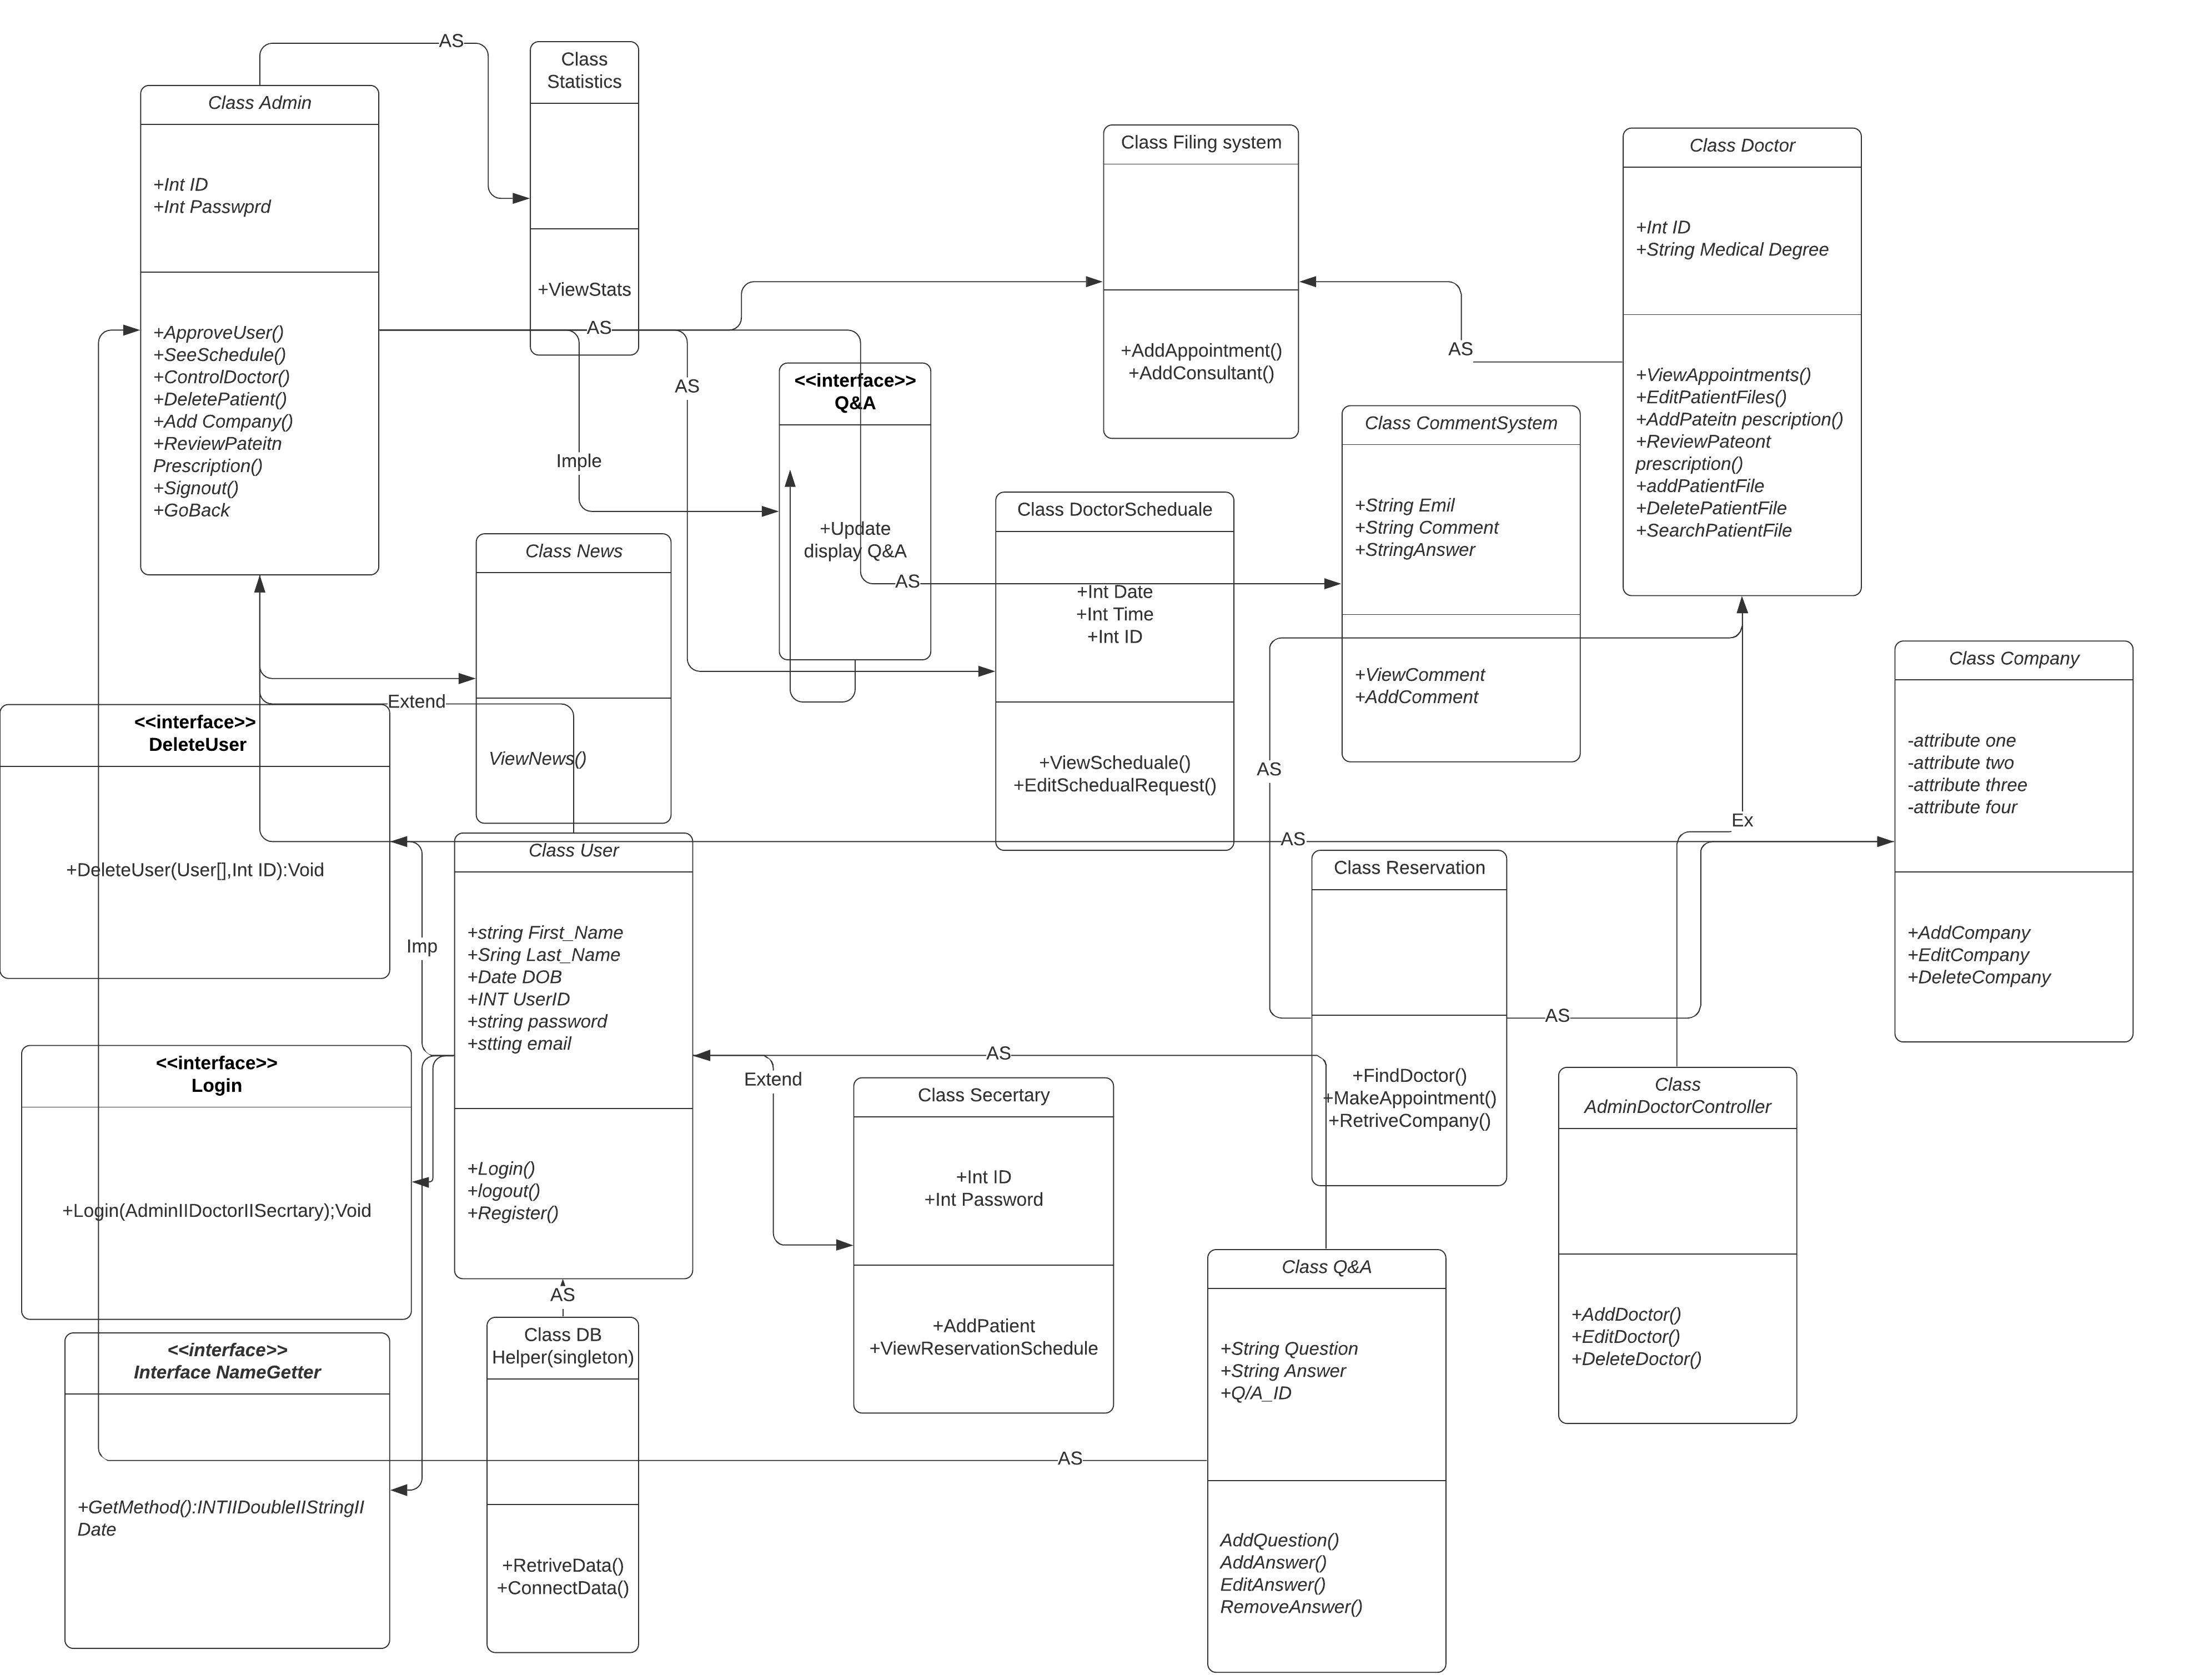 AS
Class
Statistics
+ViewStats
Class Admin
+Int ID
+Int Passwprd
+ApproveUser()
+SeeSchedule()
+ControlDoctor()
+DeletePatient()
+Add Company()
+ReviewPateitn
Prescription()
+Signout()
+GoBack
Class Filing system
+AddAppointment()
+AddConsultant()
Class Doctor
+Int ID
+String Medical Degree
+ViewAppointments()
+EditPatientFiles()
+AddPateitn pescription()
+ReviewPateont
prescription()
+addPatientFile
+DeletePatientFile
+SearchPatientFile
AS
AS
AS
Imple
<<interface>>
Q&A
+Update
display Q&A
AS
Class CommentSystem
+String Emil
+String Comment
+StringAnswer
+ViewComment
+AddComment
Class DoctorScheduale
+Int Date
+Int Time
+Int ID
+ViewScheduale()
+EditSchedualRequest()
Class News
ViewNews()
Extend
<<interface>>
DeleteUser
+DeleteUser(User[],Int ID):Void
AS
Ex
AS
Class Company
-attribute one
-attribute two
-attribute three
-attribute four
+AddCompany
+EditCompany
+DeleteCompany
Class User
+string First_Name
+Sring Last_Name
+Date DOB
+INT UserID
+string password
+stting email
+Login()
+logout()
+Register()
Imp
Class Reservation
+FindDoctor()
+MakeAppointment()
+RetriveCompany()
AS
AS
Extend
<<interface>>
Login
+Login(AdminIIDoctorIISecrtary);Void
Class Secertary
+Int ID
+Int Password
+AddPatient
+ViewReservationSchedule
Class
AdminDoctorController
+AddDoctor()
+EditDoctor()
+DeleteDoctor()
AS
Class DB
Helper(singleton)
+RetriveData()
+ConnectData()
<<interface>>
Interface NameGetter
+GetMethod():INTIIDoubleIIStringII
Date
AS
Class Q&A
+String Question
+String Answer
+Q/A_ID
AddQuestion()
AddAnswer()
EditAnswer()
RemoveAnswer()